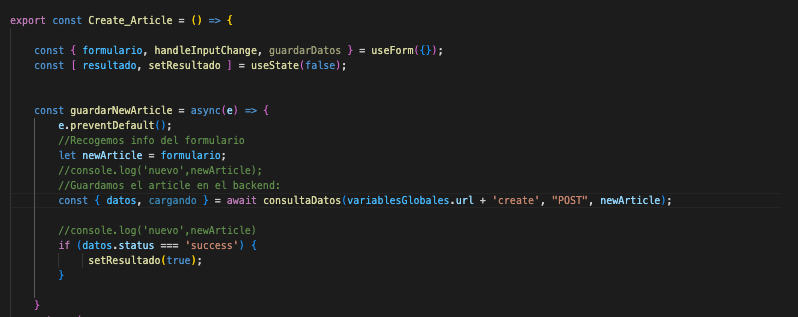 export const Create_Article = () => {
const { formulario, handleInputChange, guardarDatos } = useForm({});
const [ resultado, setResultado ] = useState(false);
const guardarNewArticle = async(e) => {
e.preventDefault();
//Recogemos info del formulario
let newArticle = formulario;
//console.log('nuevo',newArticle);
//Guardamos el article en el backend:
const { datos, cargando } = await consultaDatos(variablesGlobales.url + 'create', "POST", newArticle);
//console.log('nuevo',newArticle)
if (datos.status === 'success') {
setResultado(true);
}
}